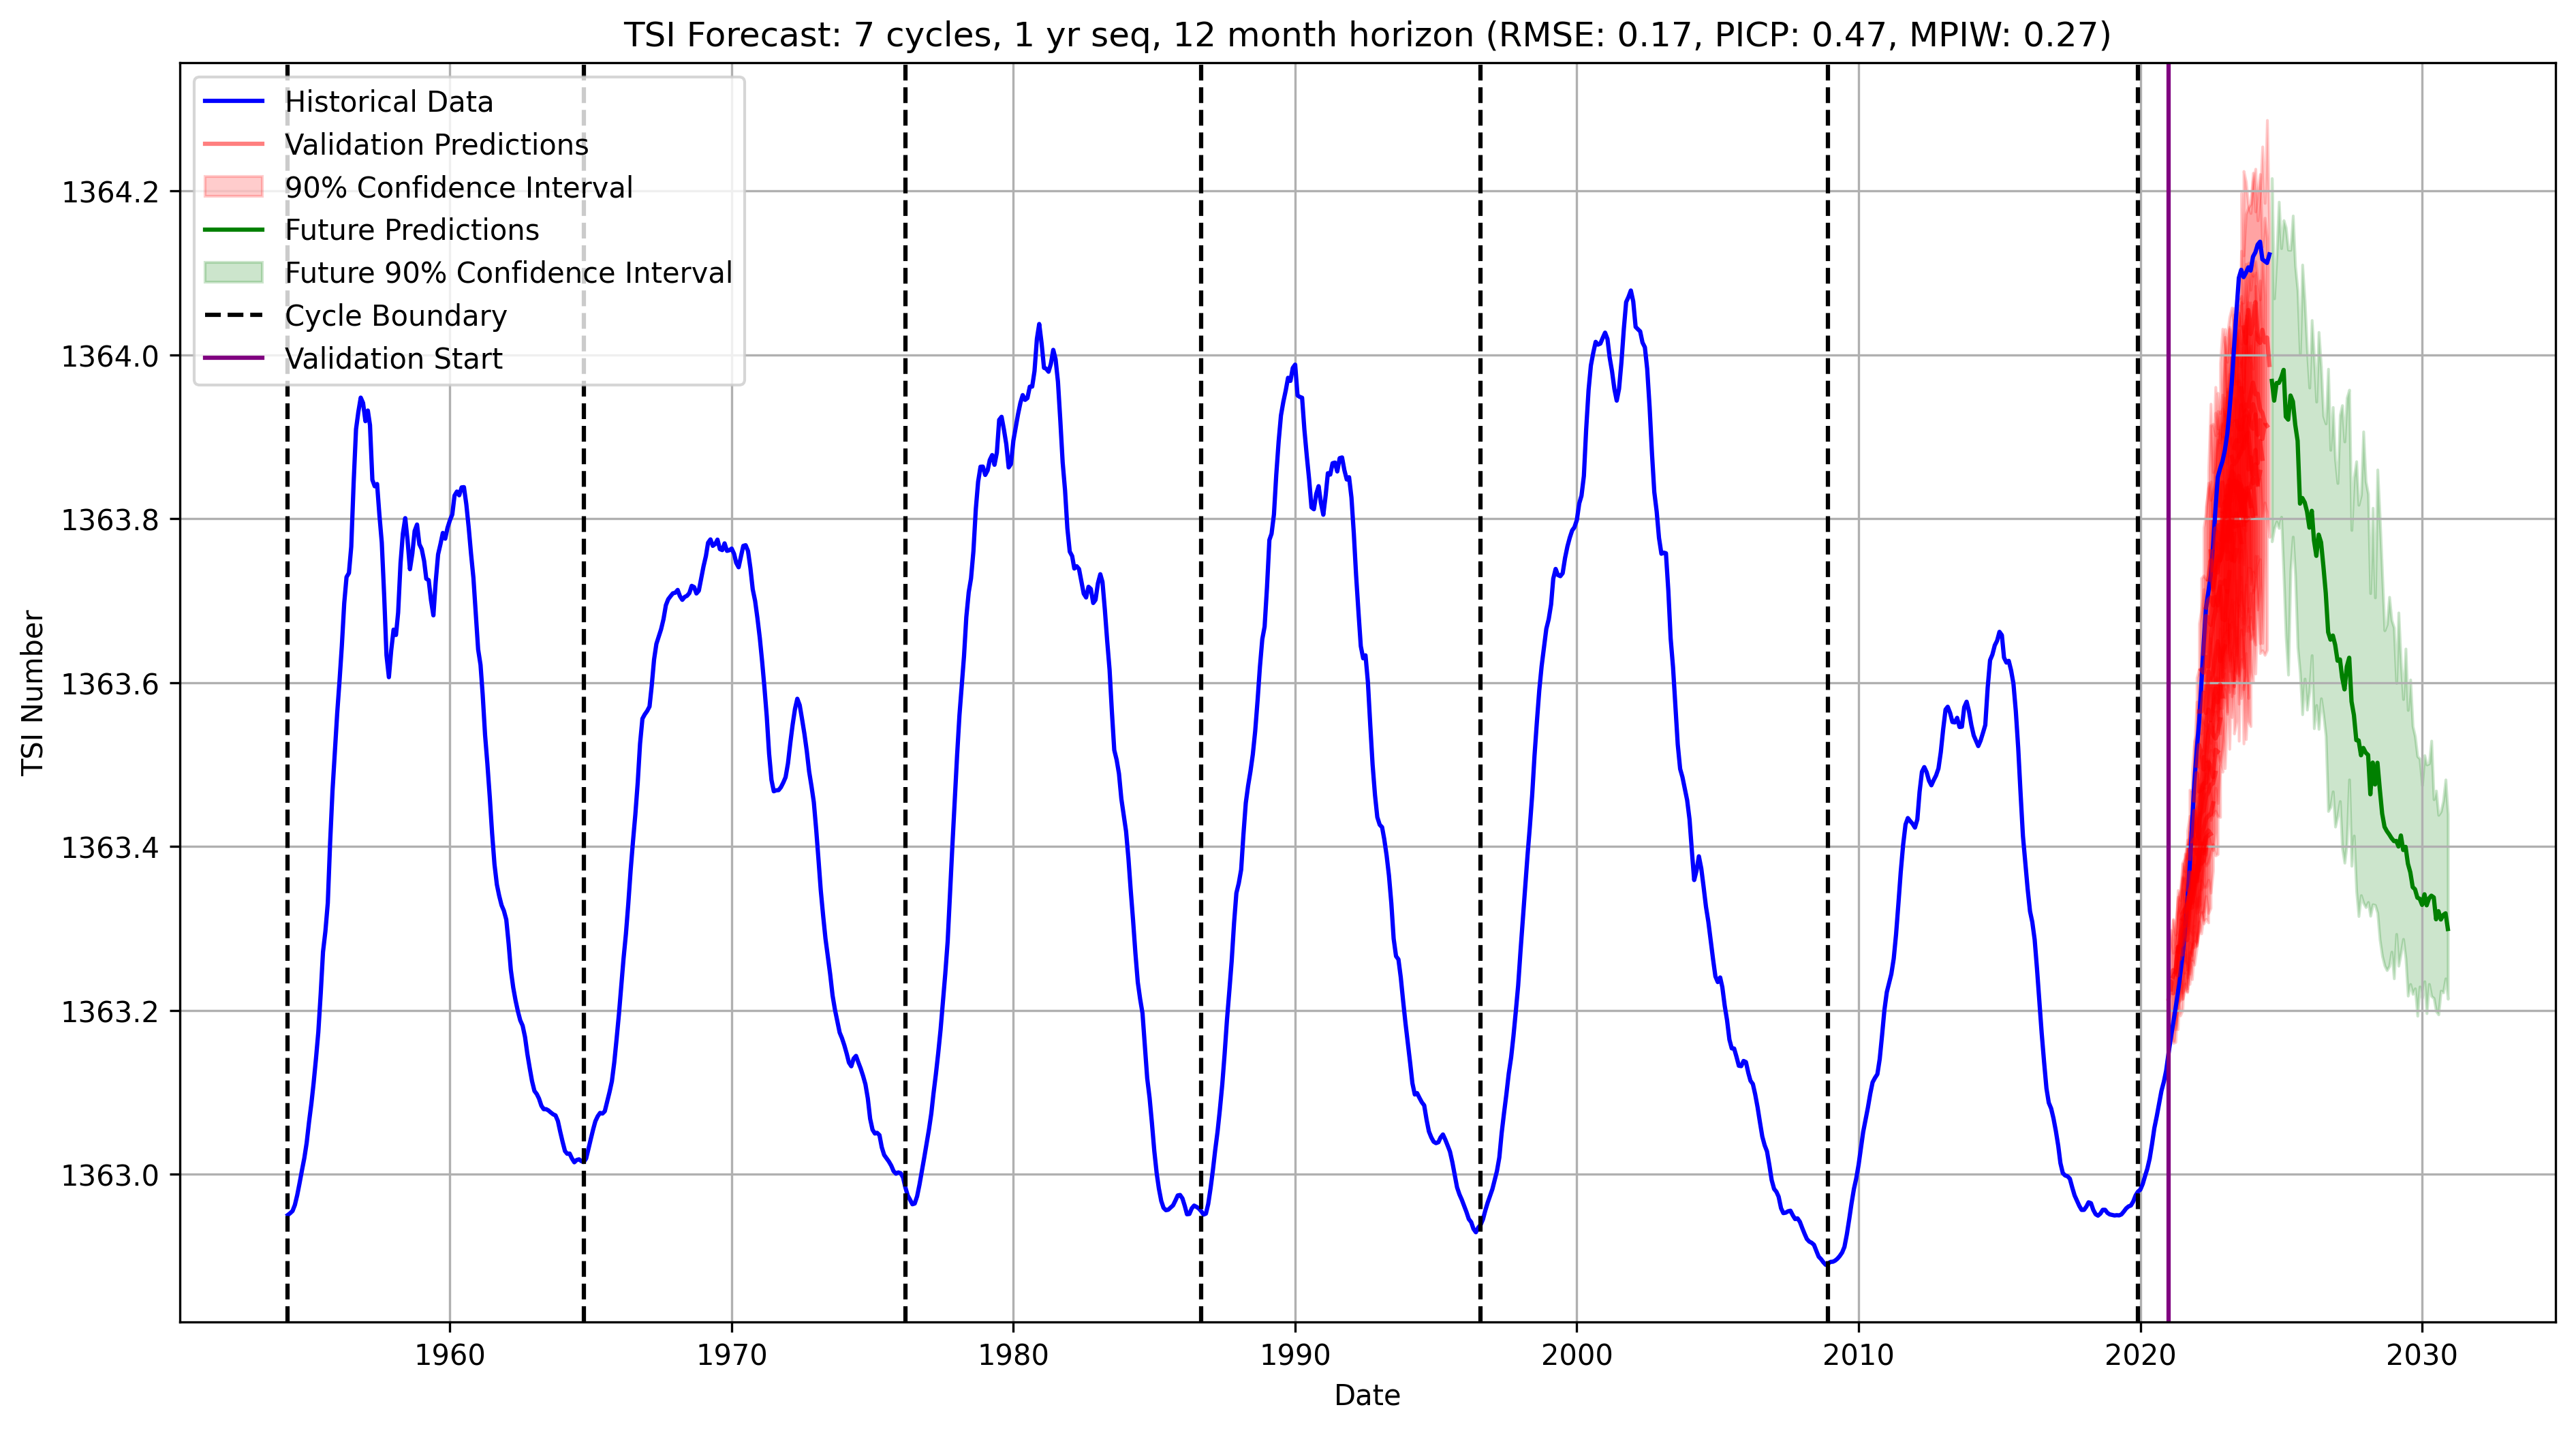 TSI Forecast: 7 cycles, 1 yr seq, 12 month horizon (RMSE: 0.17, PICP: 0.47, MPIW: 0.27)
Historical Data
Validation Predictions
90% Confidence Interval
Future Predictions
Future 90% Confidence Interval
Cycle Boundary
Validation Start
TSI Number
1364.2
1364.0
1363.8
1363.6
1363.4
1363.2
1363.0
1960 1970 1980 1990 2000 2010 2020 2030
Date